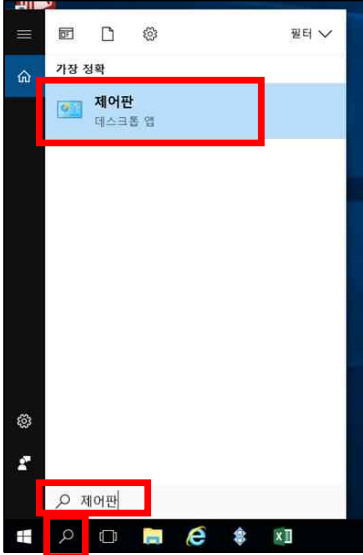 필터
가장 정확
제어판
데스크톱 앱
제어판